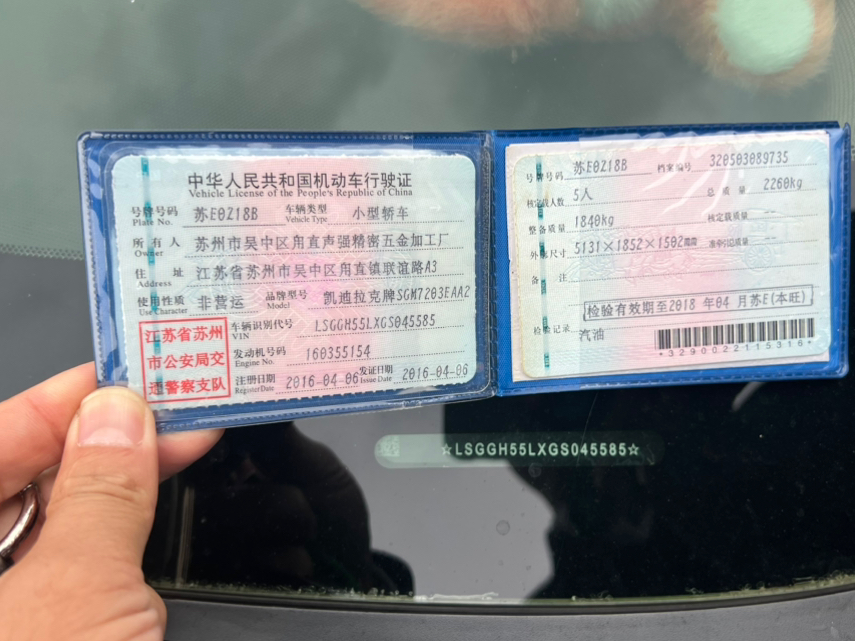 中华人民共和国机动车行驶证
Vehicle License of the People's Republic of China
号牌号码 苏E0Z18B 车辆类型 小型轿车
Plate No. Vehicle Type
所有人 苏州市吴中区甪直声强精密五金加工厂
Owner
住址 江苏省苏州市吴中区甪直镇联谊路A3
Address
使用性质 非营运 品牌型号 凯迪拉克牌SGM7203EAA2
Use Character Model
江苏省苏州
市公安局交
通警察支队
车辆识别代号 LSGGH55LXGS045585
VIN
发动机号码 160355154
Engine No.
注册日期 2016-04-06 发证日期 2016-04-06
Register Date Issue Date
号牌号码 苏E0Z18B 档案编号 320503089735
核定载人数 5人 总质量 2260kg
整备质量 1840kg 核定载质量 --
外廓尺寸 5131×1852×1502mm 准牵引总质量 --
备注
检验有效期至2018年04月苏E(本旺)
检验记录 汽油
*3290022115316*
☆LSGGH55LXGS045585☆